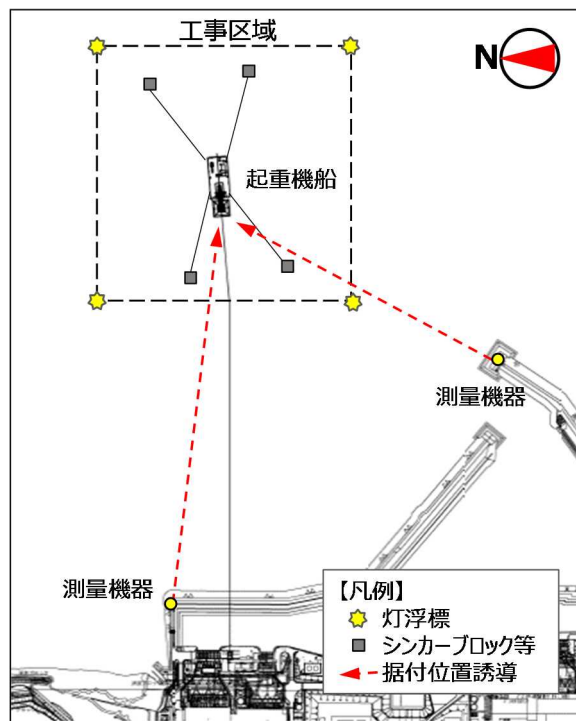 工事区域
N
起重機船
測量機器
測量機器
【凡例】
灯浮標
シンカーブロック等
据付位置誘導